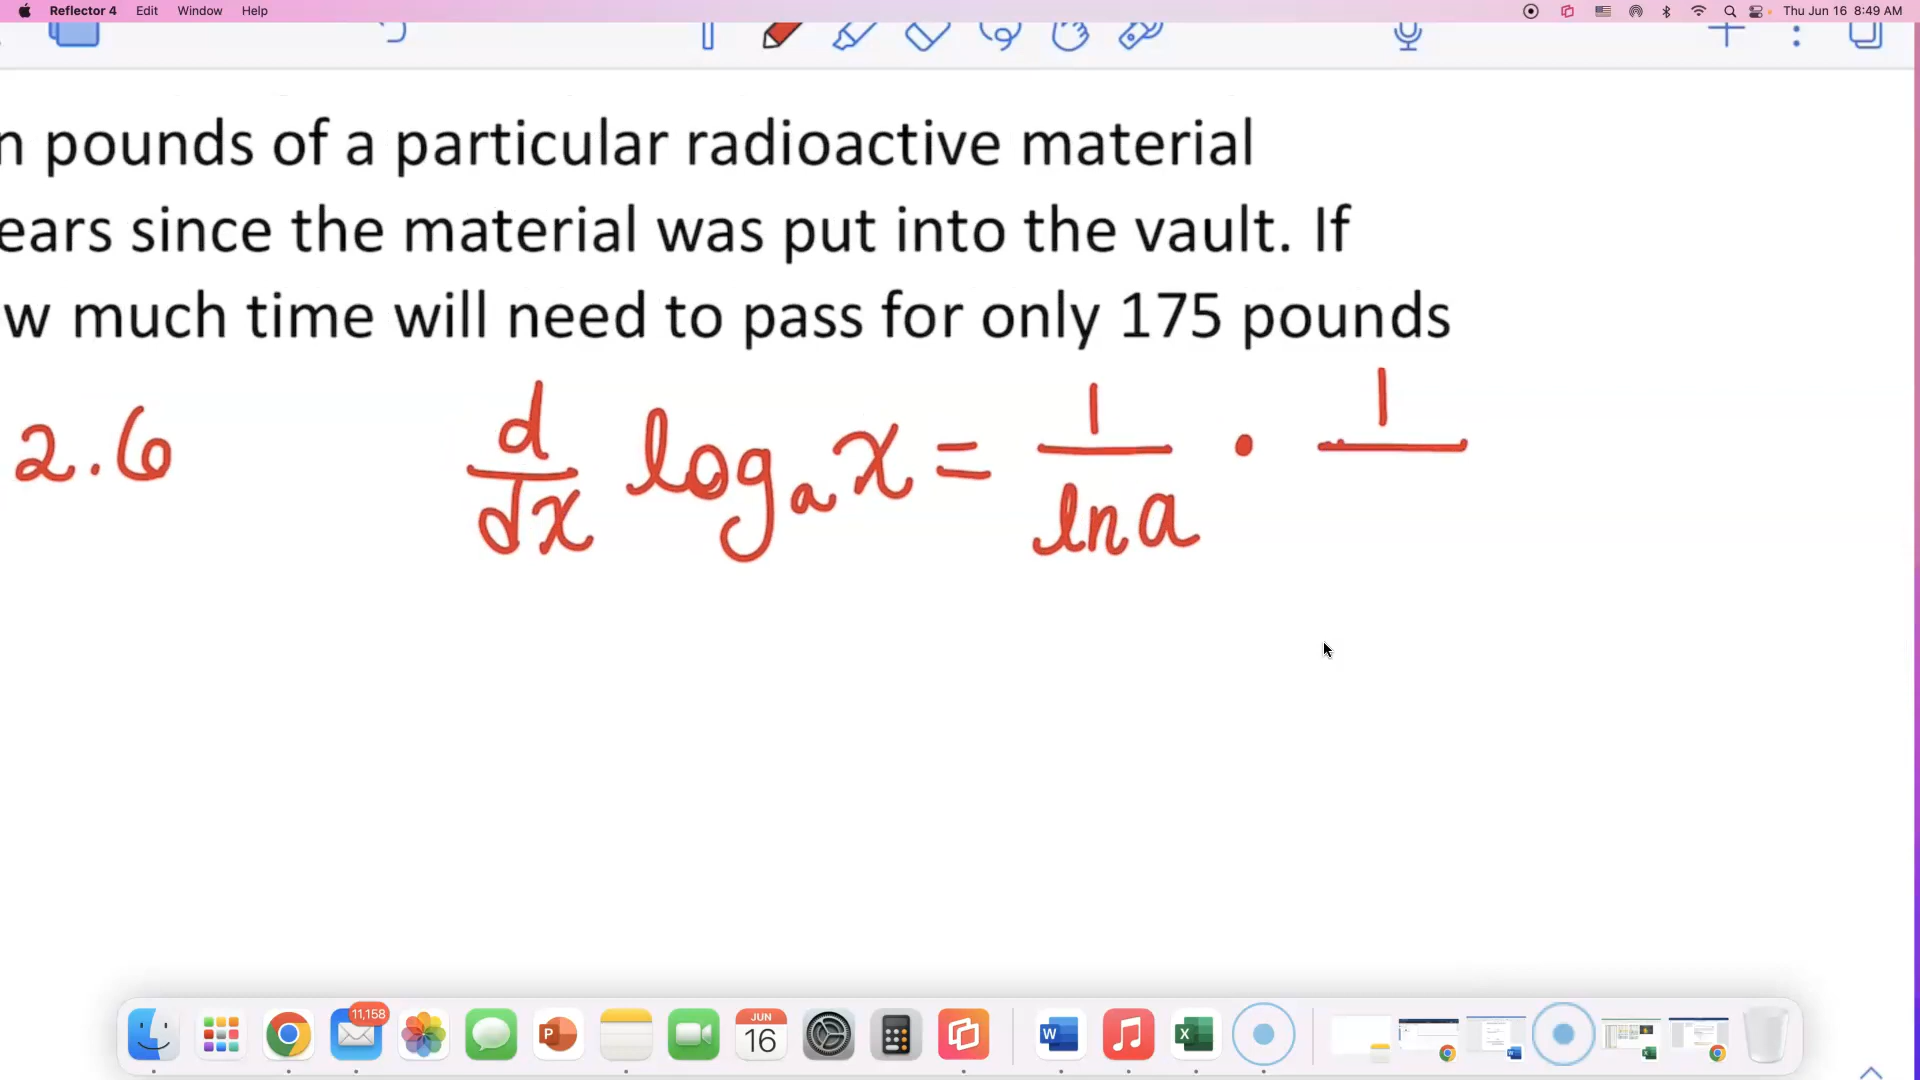 Reflector 4 Edit Window Help Thu Jun 16 8:49 AM
n pounds of a particular radioactive material
ears since the material was put into the vault. If
w much time will need to pass for only 175 pounds
2.6 d/dx log_a x = 1/ln a · 1/
11,158
JUN
16
P
W
X